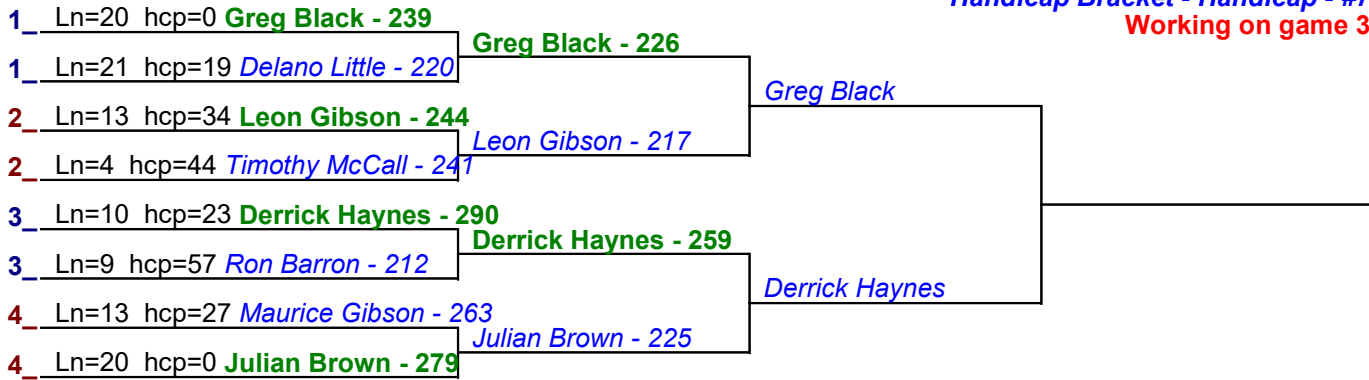 Handicap Bracket - Handicap - #7
Working on game 3
1_ Ln=20 hcp=0 Greg Black - 239
Greg Black - 226
1_ Ln=21 hcp=19 Delano Little - 220
Greg Black
2_ Ln=13 hcp=34 Leon Gibson - 244
Leon Gibson - 217
2_ Ln=4 hcp=44 Timothy McCall - 241
3_ Ln=10 hcp=23 Derrick Haynes - 290
Derrick Haynes - 259
3_ Ln=9 hcp=57 Ron Barron - 212
Derrick Haynes
4_ Ln=13 hcp=27 Maurice Gibson - 263
Julian Brown - 225
4_ Ln=20 hcp=0 Julian Brown - 279